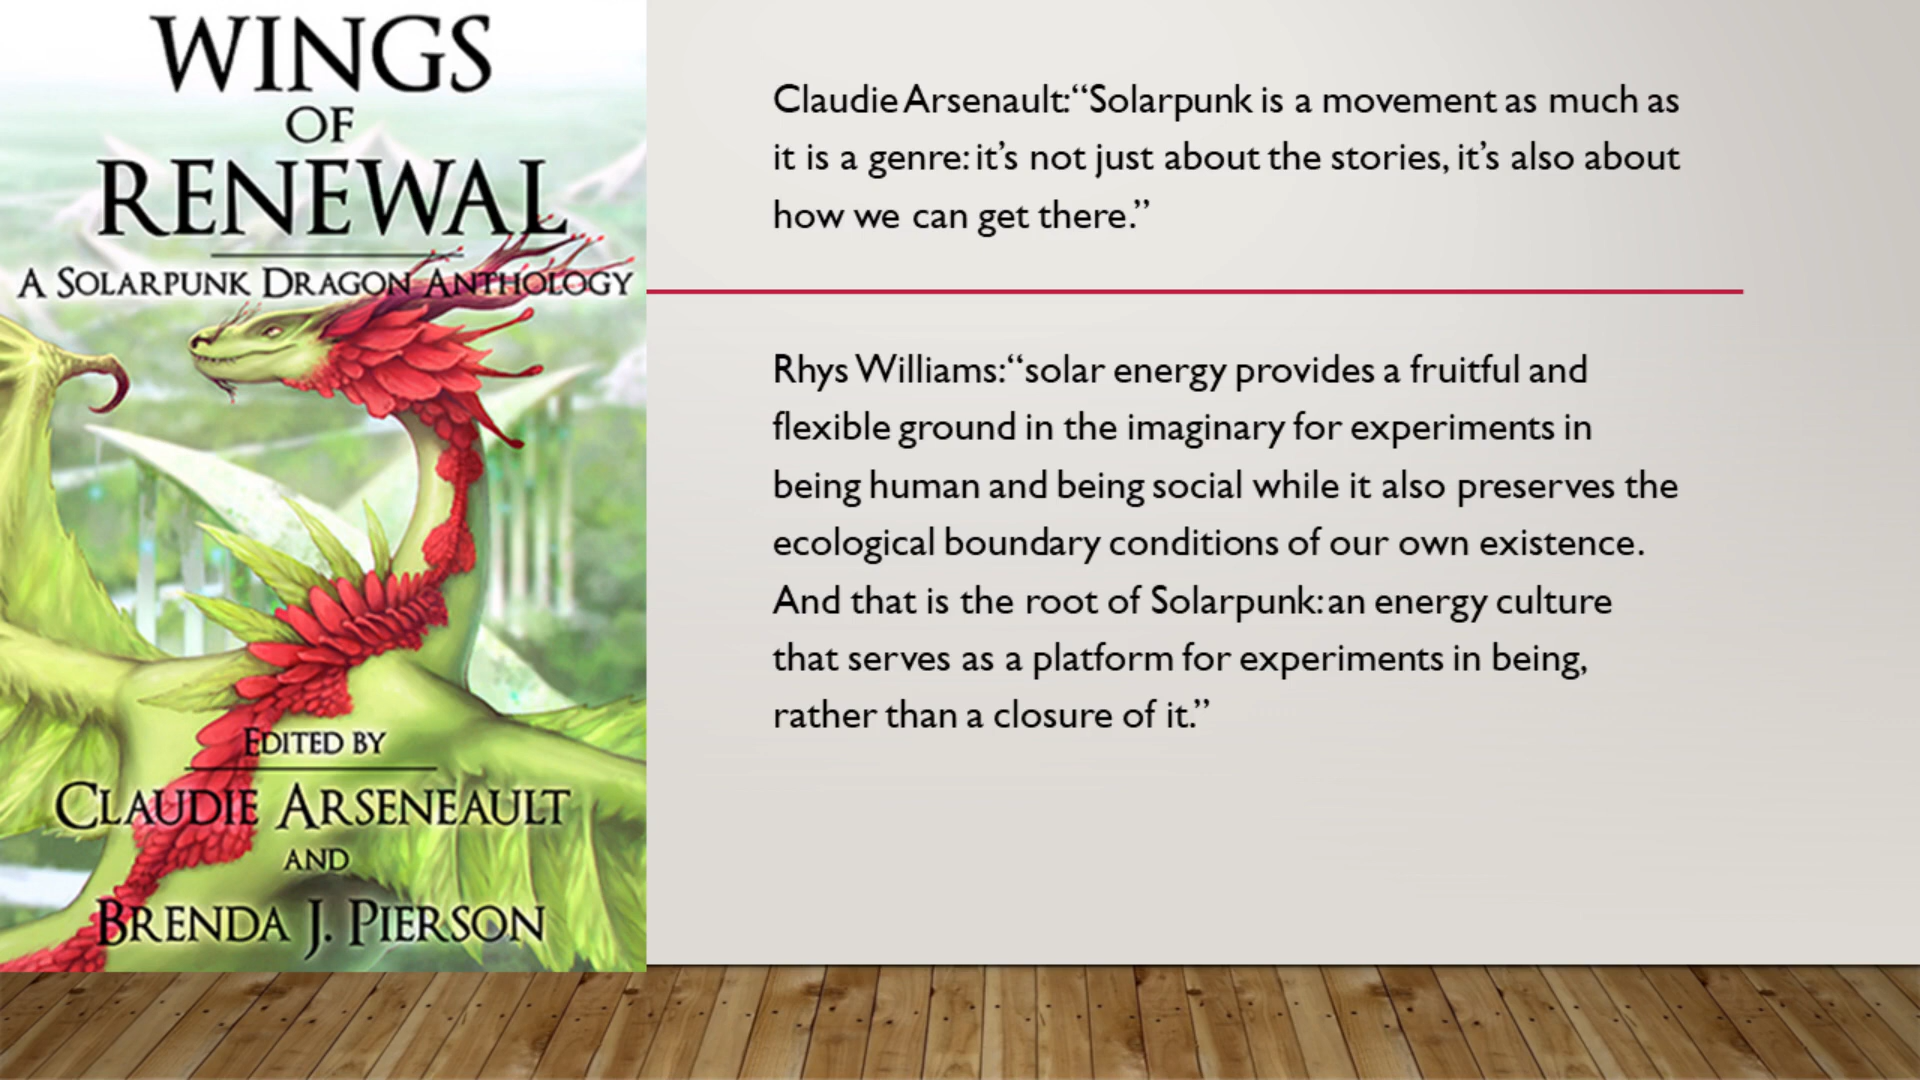 WINGS
OF
RENEWAL
A SOLARPUNK DRAGON ANTHOLOGY
EDITED BY
CLAUDIE ARSENEAULT
AND
BRENDA J. PIERSON
Claudie Arsenault: “Solarpunk is a movement as much as
it is a genre: it’s not just about the stories, it’s also about
how we can get there.”
Rhys Williams: “solar energy provides a fruitful and
flexible ground in the imaginary for experiments in
being human and being social while it also preserves the
ecological boundary conditions of our own existence.
And that is the root of Solarpunk: an energy culture
that serves as a platform for experiments in being,
rather than a closure of it.”